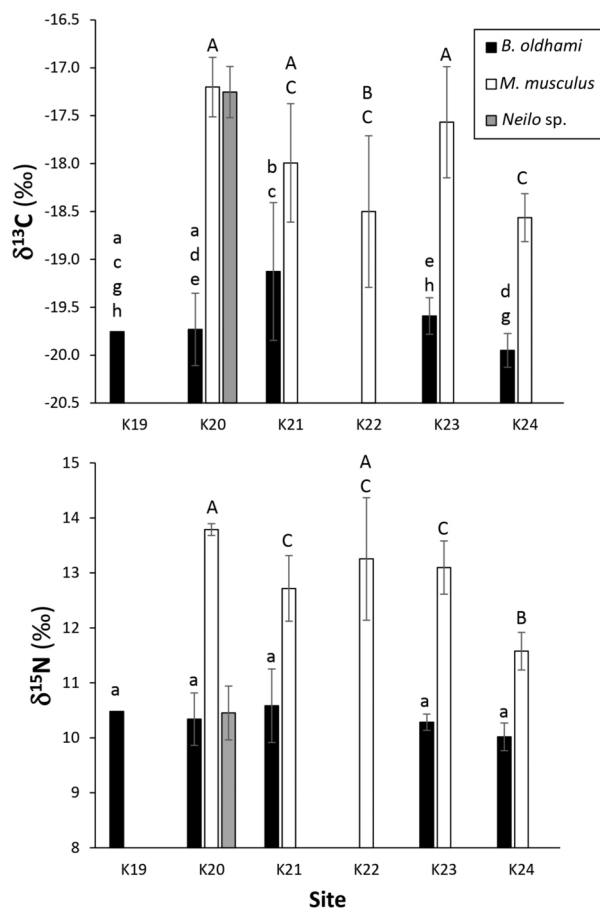 -16.5
-17.0
-17.5
-18.0
-18.5
-19.0
-19.5
-20.0
-20.5
δ13C (‰)
B. oldhami
M. musculus
Neilo sp.
a
c
g
h
a
d
e
A
b
c
A
C
B
C
e
h
A
d
g
C
K19 K20 K21 K22 K23 K24
15
14
13
12
11
10
9
8
δ15N (‰)
a
a
A
a
C
A
C
a
C
a
B
K19 K20 K21 K22 K23 K24
Site